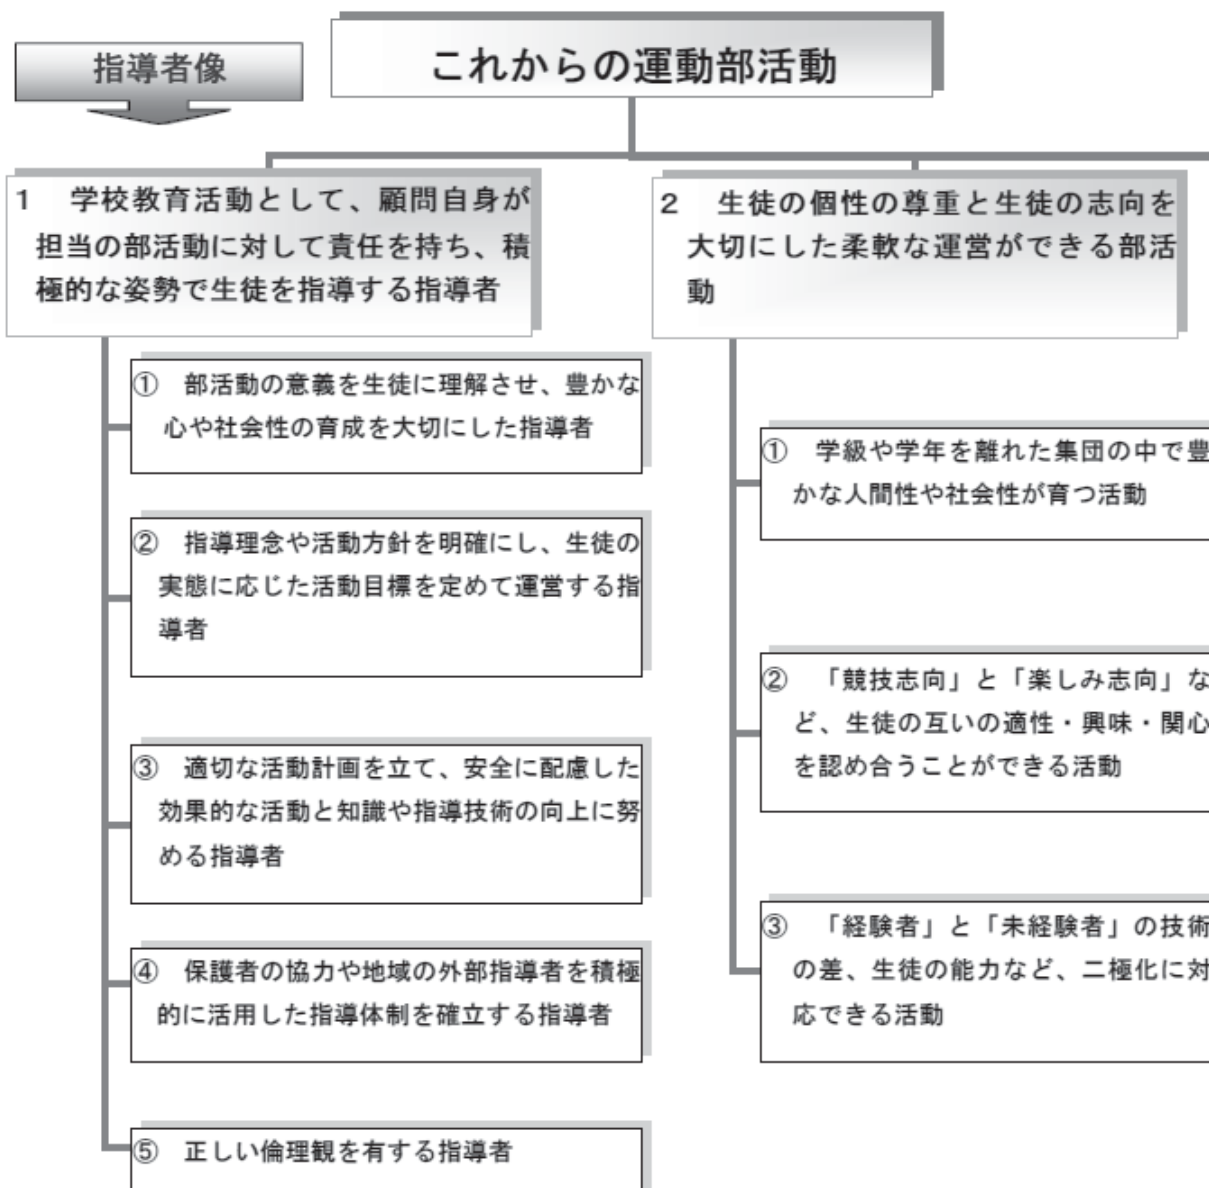 指導者像
これからの運動部活動
1 学校教育活動として、顧問自身が
担当の部活動に対して責任を持ち、積
極的な姿勢で生徒を指導する指導者
① 部活動の意義を生徒に理解させ、豊かな
心や社会性の育成を大切にした指導者
② 指導理念や活動方針を明確にし、生徒の
実態に応じた活動目標を定めて運営する指
導者
③ 適切な活動計画を立て、安全に配慮した
効果的な活動と知識や指導技術の向上に努
める指導者
④ 保護者の協力や地域の外部指導者を積極
的に活用した指導体制を確立する指導者
⑤ 正しい倫理観を有する指導者
2 生徒の個性の尊重と生徒の志向を
大切にした柔軟な運営ができる部活
動
① 学級や学年を離れた集団の中で豊
かな人間性や社会性が育つ活動
② 「競技志向」と「楽しみ志向」な
ど、生徒の互いの適性・興味・関心
を認め合うことができる活動
③ 「経験者」と「未経験者」の技術
の差、生徒の能力など、二極化に対
応できる活動